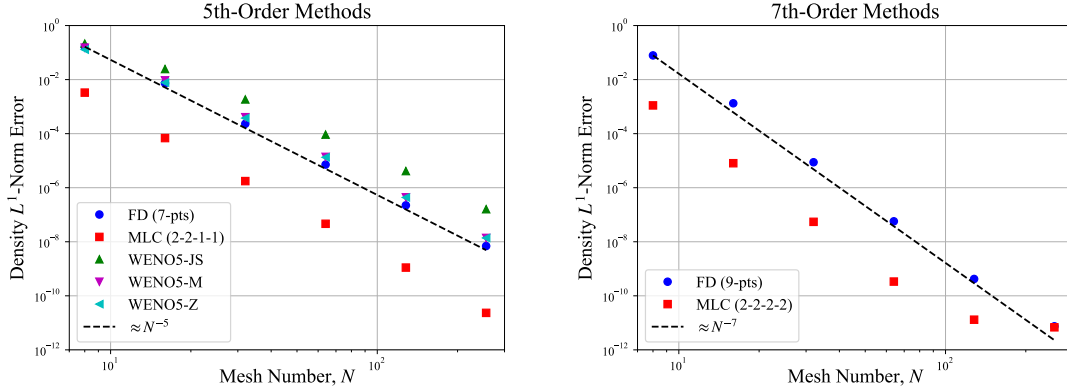 5th-Order Methods
10^0
10^-2
10^-4
10^-6
10^-8
10^-10
10^-12
Density L^1-Norm Error
FD (7-pts)
MLC (2-2-1-1)
WENO5-JS
WENO5-M
WENO5-Z
≈N^-5
10^1
10^2
Mesh Number, N
7th-Order Methods
10^0
10^-2
10^-4
10^-6
10^-8
10^-10
10^-12
Density L^1-Norm Error
FD (9-pts)
MLC (2-2-2-2)
≈N^-7
10^1
10^2
Mesh Number, N